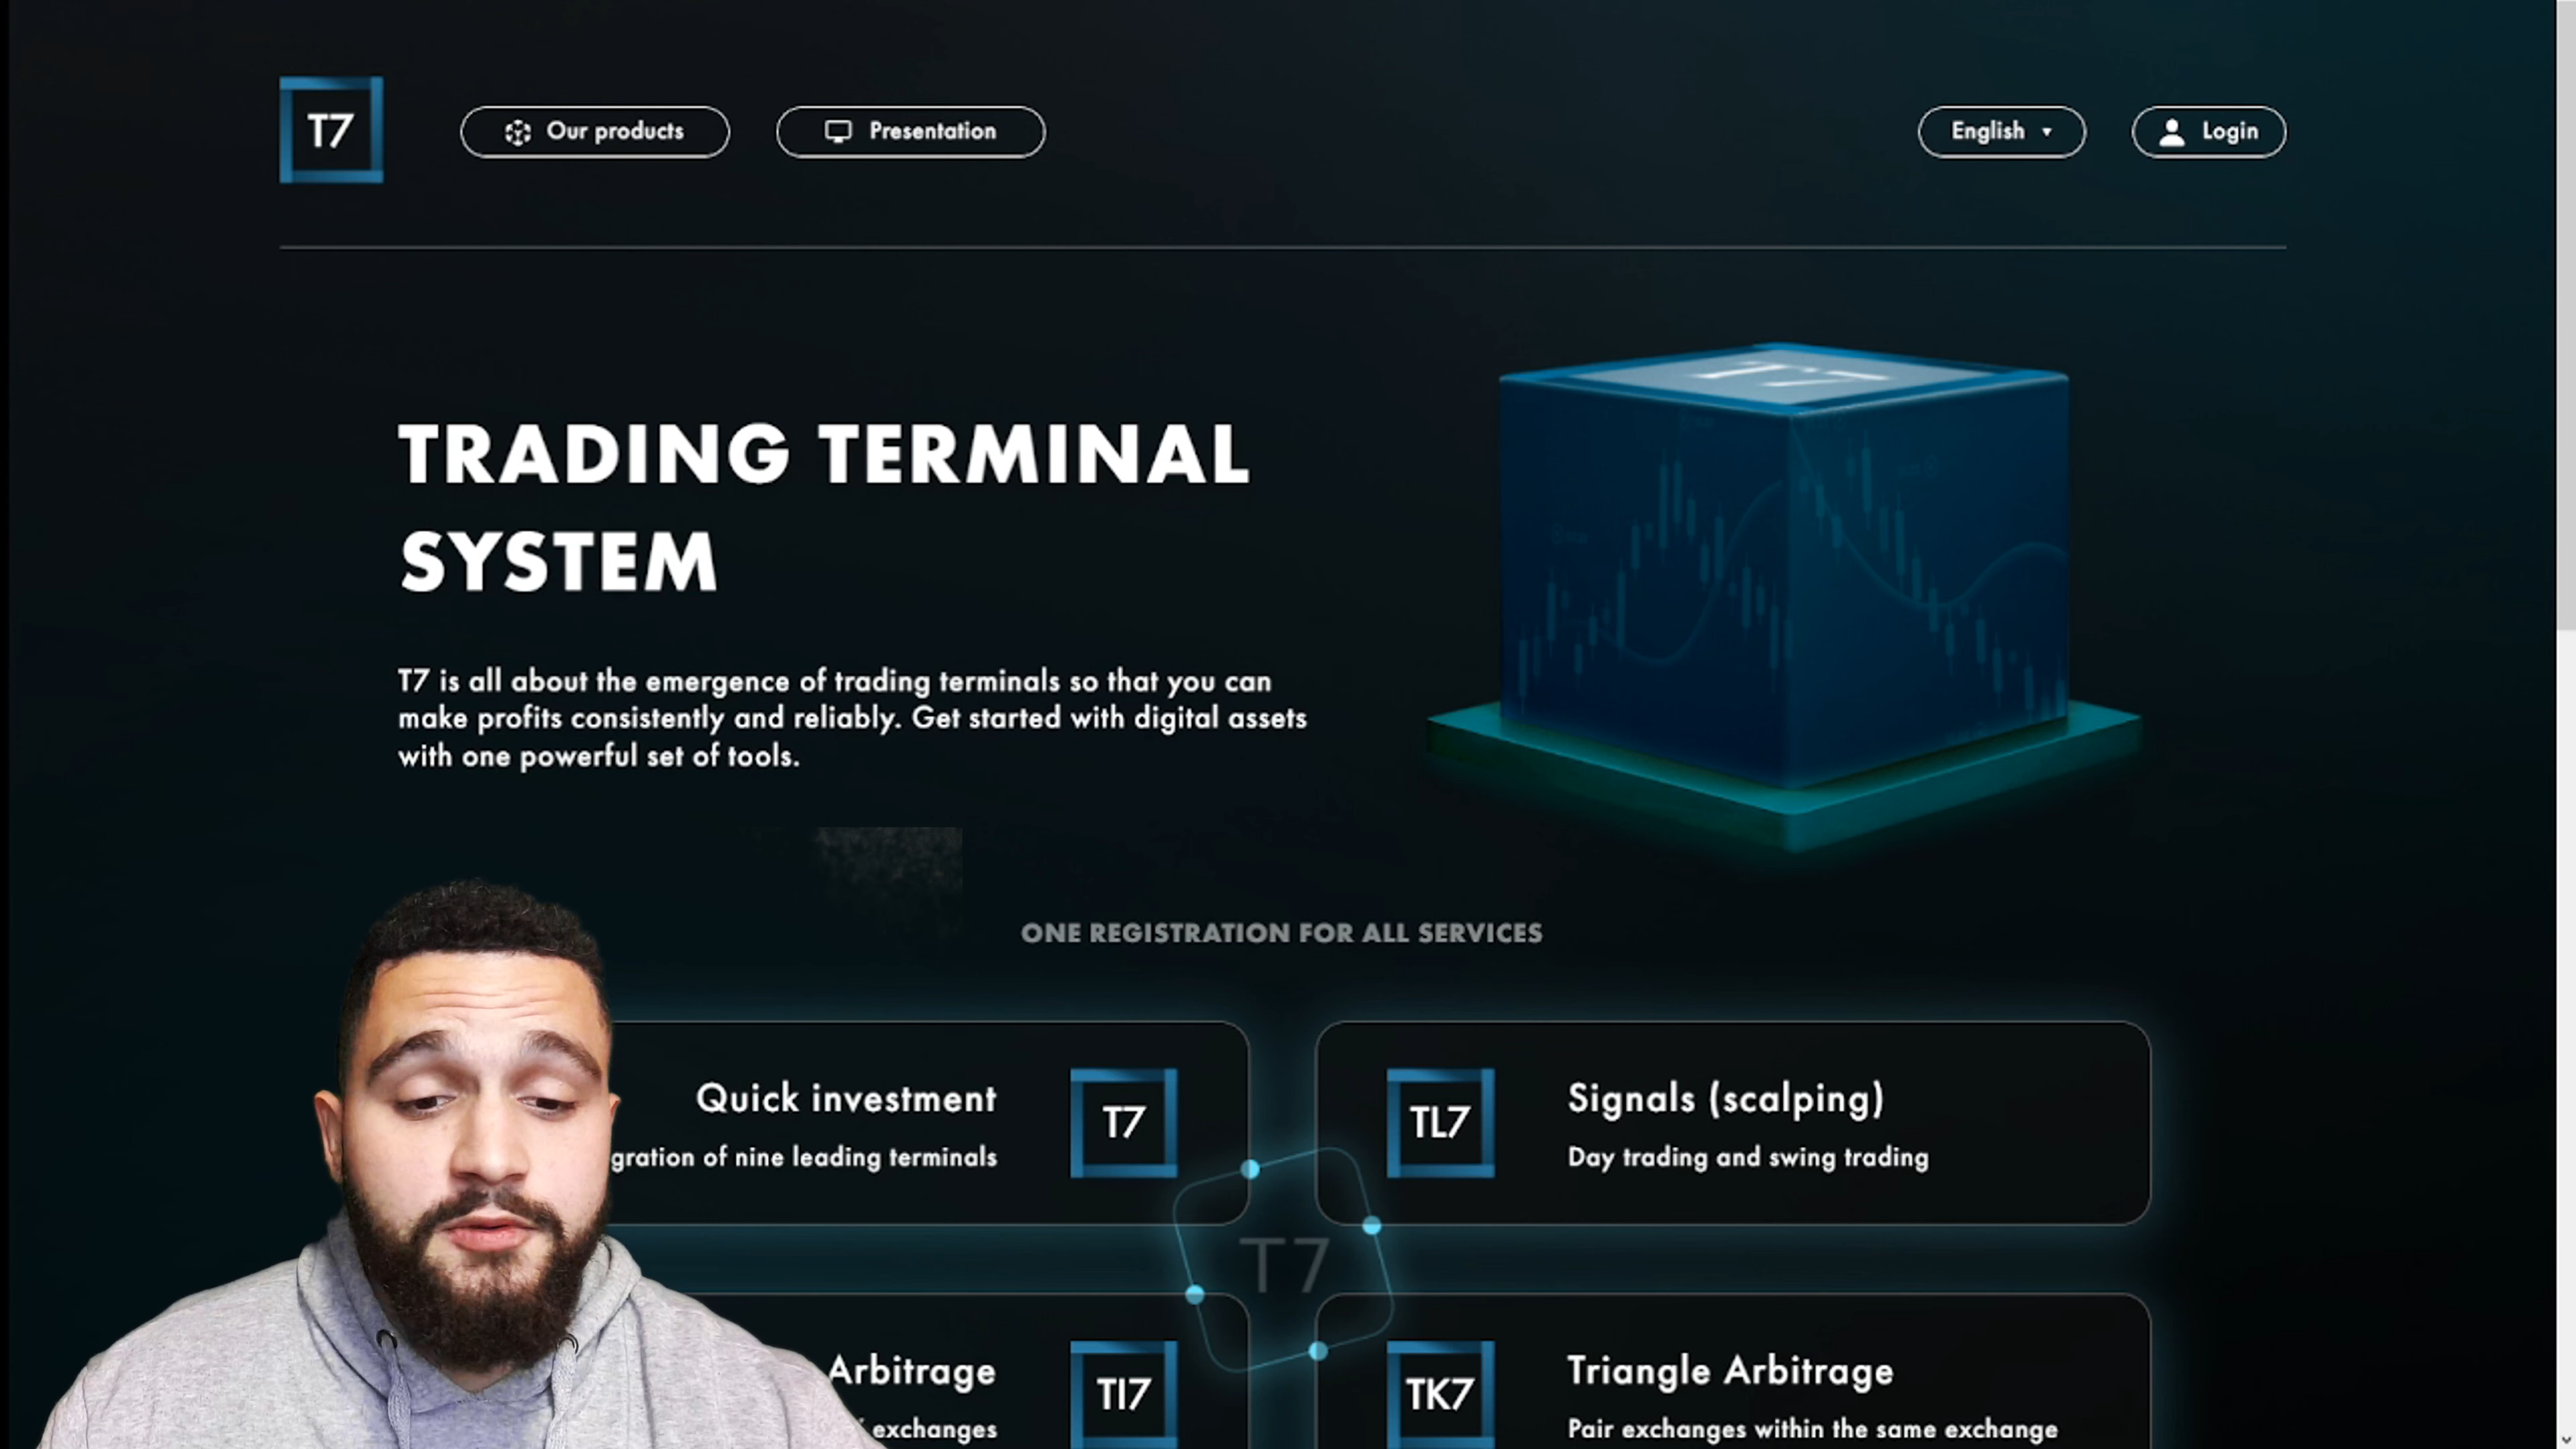 T7
Our products
Presentation
English
Login
T7
TRADING TERMINAL
SYSTEM
T7 is all about the emergence of trading terminals so that you can
make profits consistently and reliably. Get started with digital assets
with one powerful set of tools.
ONE REGISTRATION FOR ALL SERVICES
Quick investment
gration of nine leading terminals
T7
TL7
Signals (scalping)
Day trading and swing trading
T7
Arbitrage
exchanges
TI7
TK7
Triangle Arbitrage
Pair exchanges within the same exchange